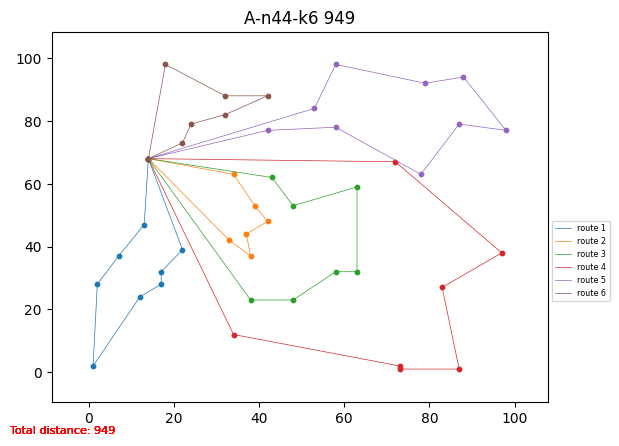 A-n44-k6 949
100
80
60
40
20
0
0 20 40 60 80 100
route 1
route 2
route 3
route 4
route 5
route 6
Total distance: 949